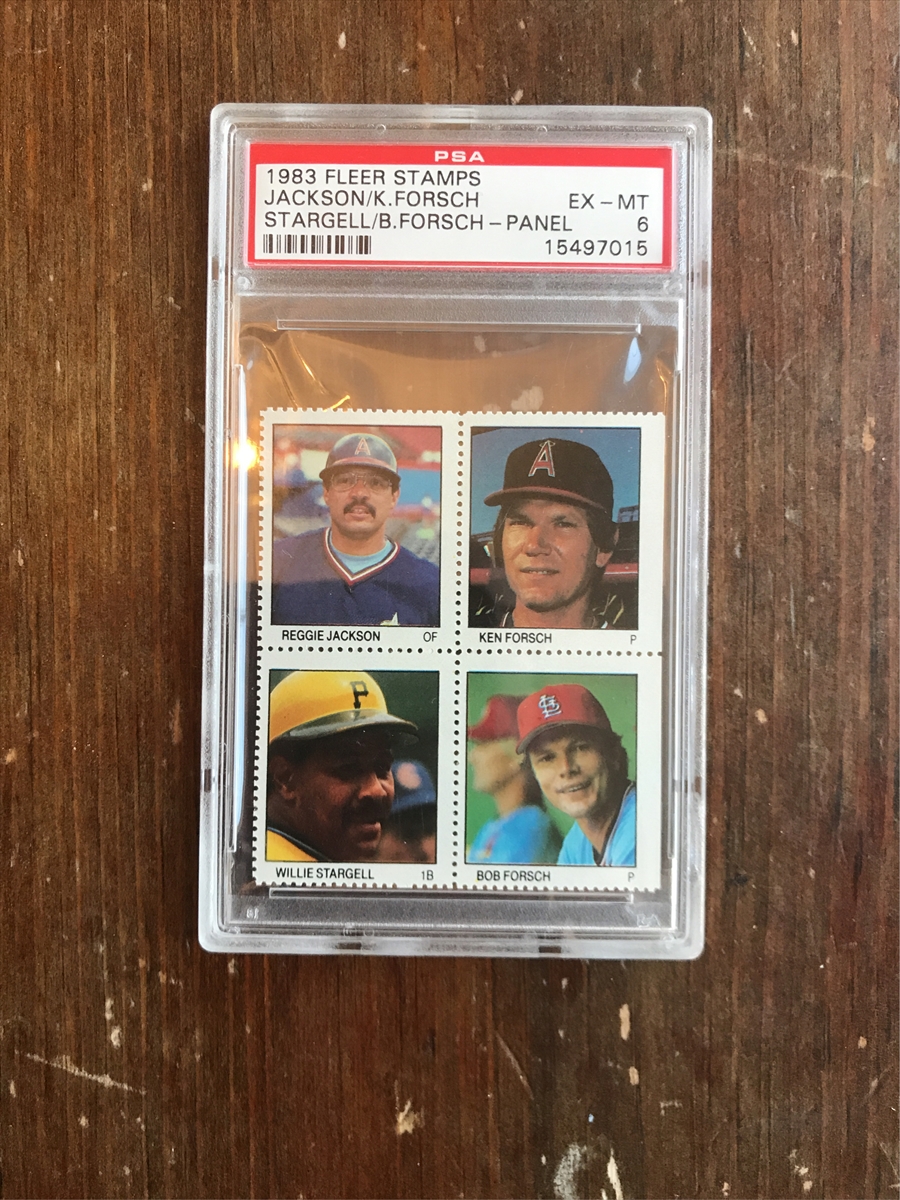 PSA
1983 FLEER STAMPS
JACKSON/K.FORSCH EX-MT
STARGELL/B.FORSCH-PANEL 6
15497015
A
A
REGGIE JACKSON OF
KEN FORSCH P
P
STL
WILLIE STARGELL 1B
BOB FORSCH P